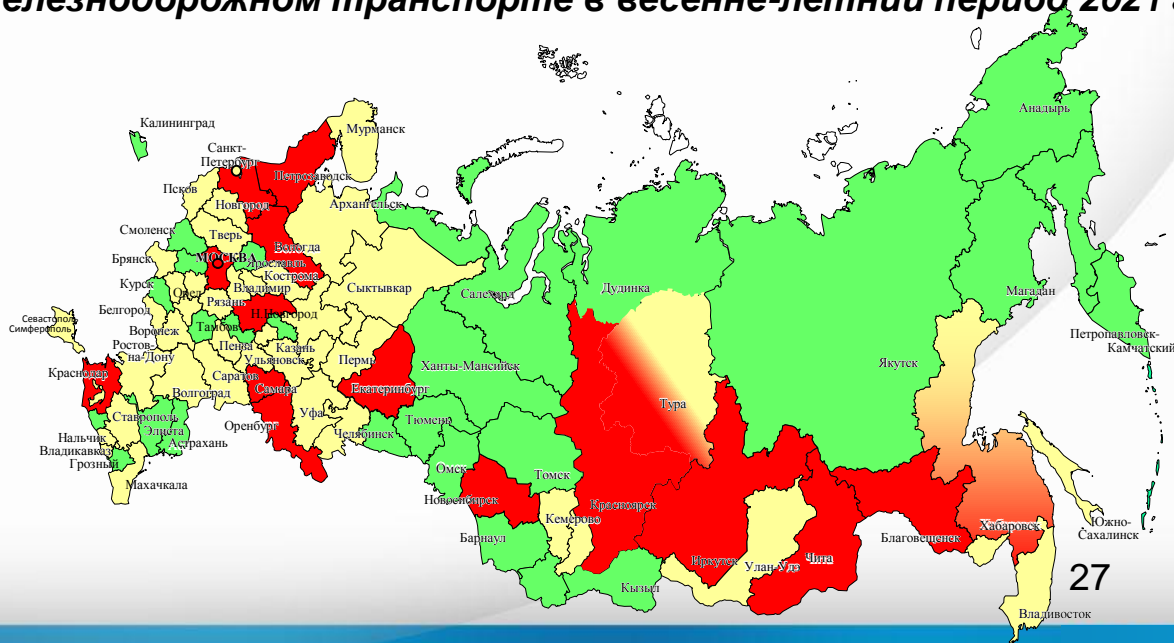 елезнодорожном транспорте в весенне-летний период 2021 г
Анадырь
Калининград
Мурманск
Санкт-
Петербург
Петрозаводск
Псков
Новгород
Архангельск
Смоленск
Тверь
Вологда
Брянск
МОСКВА
Ярославль
Кострома
Курск
Орел
Владимир
Сыктывкар
Салехард
Дудинка
Магадан
Рязань
Белгород
Н.Новгород
Севастополь
Симферополь
Воронеж
Тамбов
Петропавловск-
Камчатский
Ростов-
на-Дону
Пенза
Казань
Ульяновск
Пермь
Ханты-Мансийск
Якутск
Краснодар
Саратов
Самара
Екатеринбург
Волгоград
Тура
Ставрополь
Оренбург
Уфа
Тюмень
Элиста
Челябинск
Нальчик
Астрахань
Владикавказ
Грозный
Омск
Томск
Махачкала
Новосибирск
Красноярск
Кемерово
Хабаровск
Южно-
Сахалинск
Барнаул
Благовещенск
Иркутск
Улан-Удэ
Чита
Кызыл
27
Владивосток